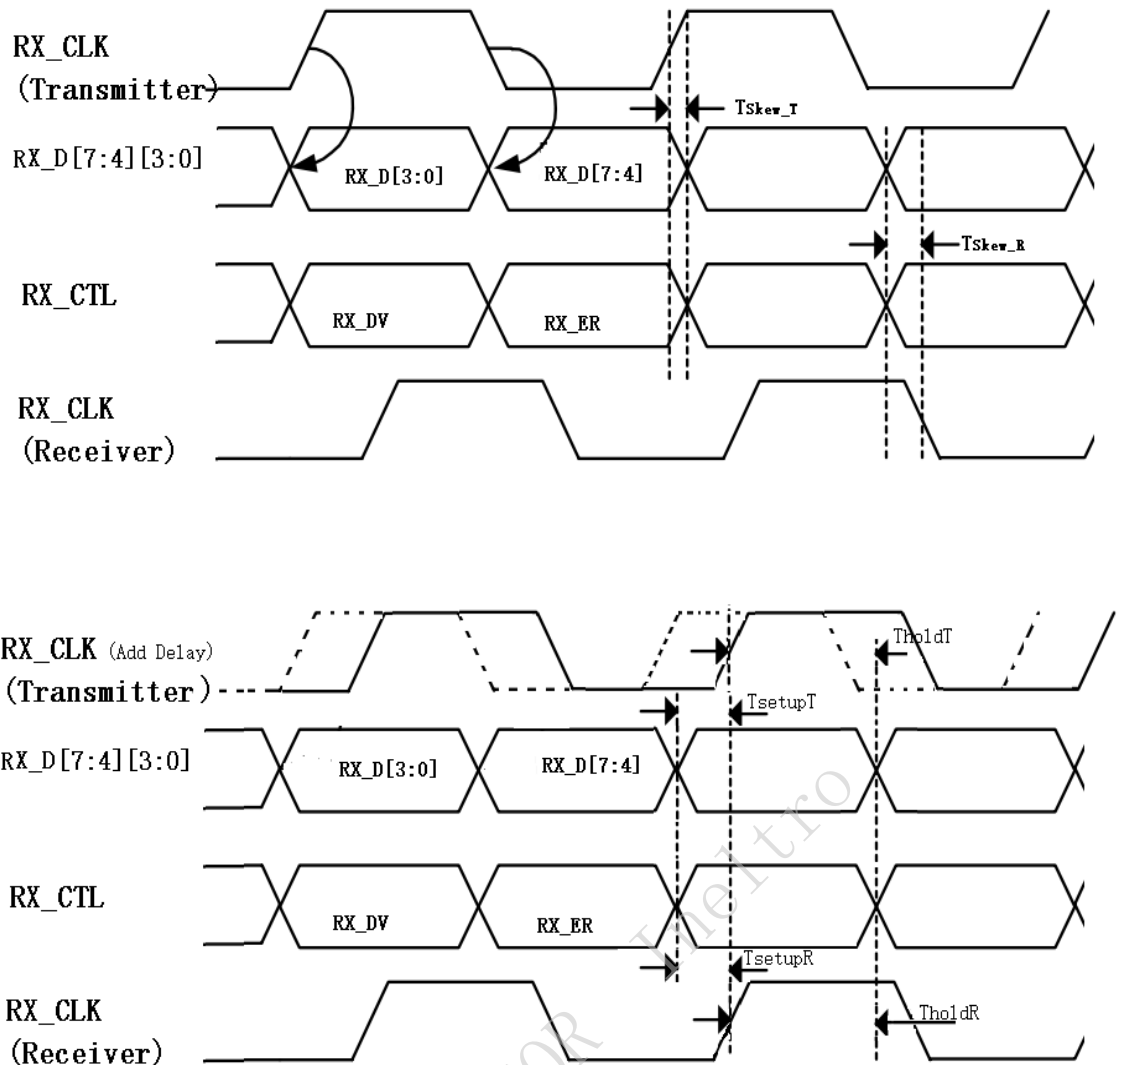 RX_CLK
(Transmitter)
TSkew_T
RX_D[7:4][3:0]
RX_D[3:0]
RX_D[7:4]
TSkew_R
RX_CTL
RX_DV
RX_ER
RX_CLK
(Receiver)
RX_CLK (Add Delay)
(Transmitter)
TholdT
TsetupT
RX_D[7:4][3:0]
RX_D[3:0]
RX_D[7:4]
Ineltro
RX_CTL
RX_DV
RX_ER
TsetupR
RX_CLK
(Receiver)
TholdR
OR